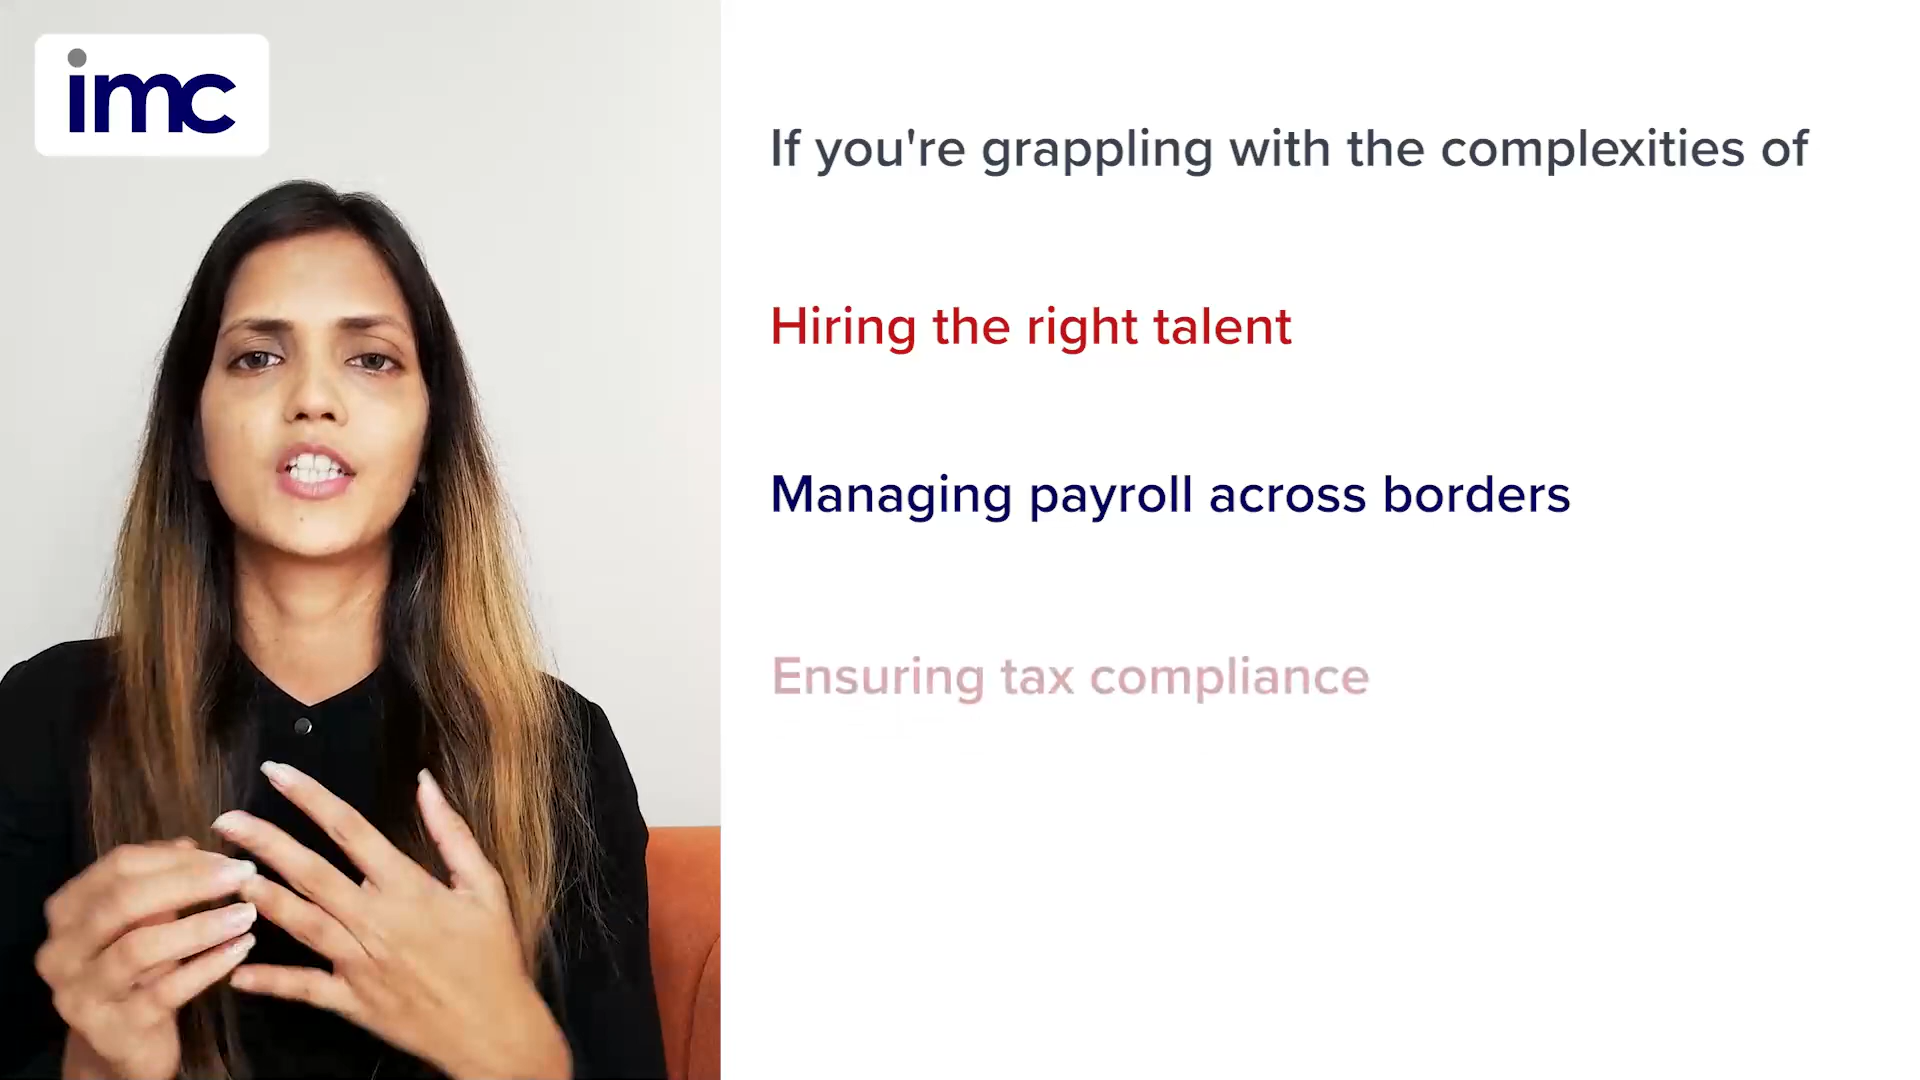 imc
If you're grappling with the complexities of
Hiring the right talent
Managing payroll across borders
Ensuring tax compliance